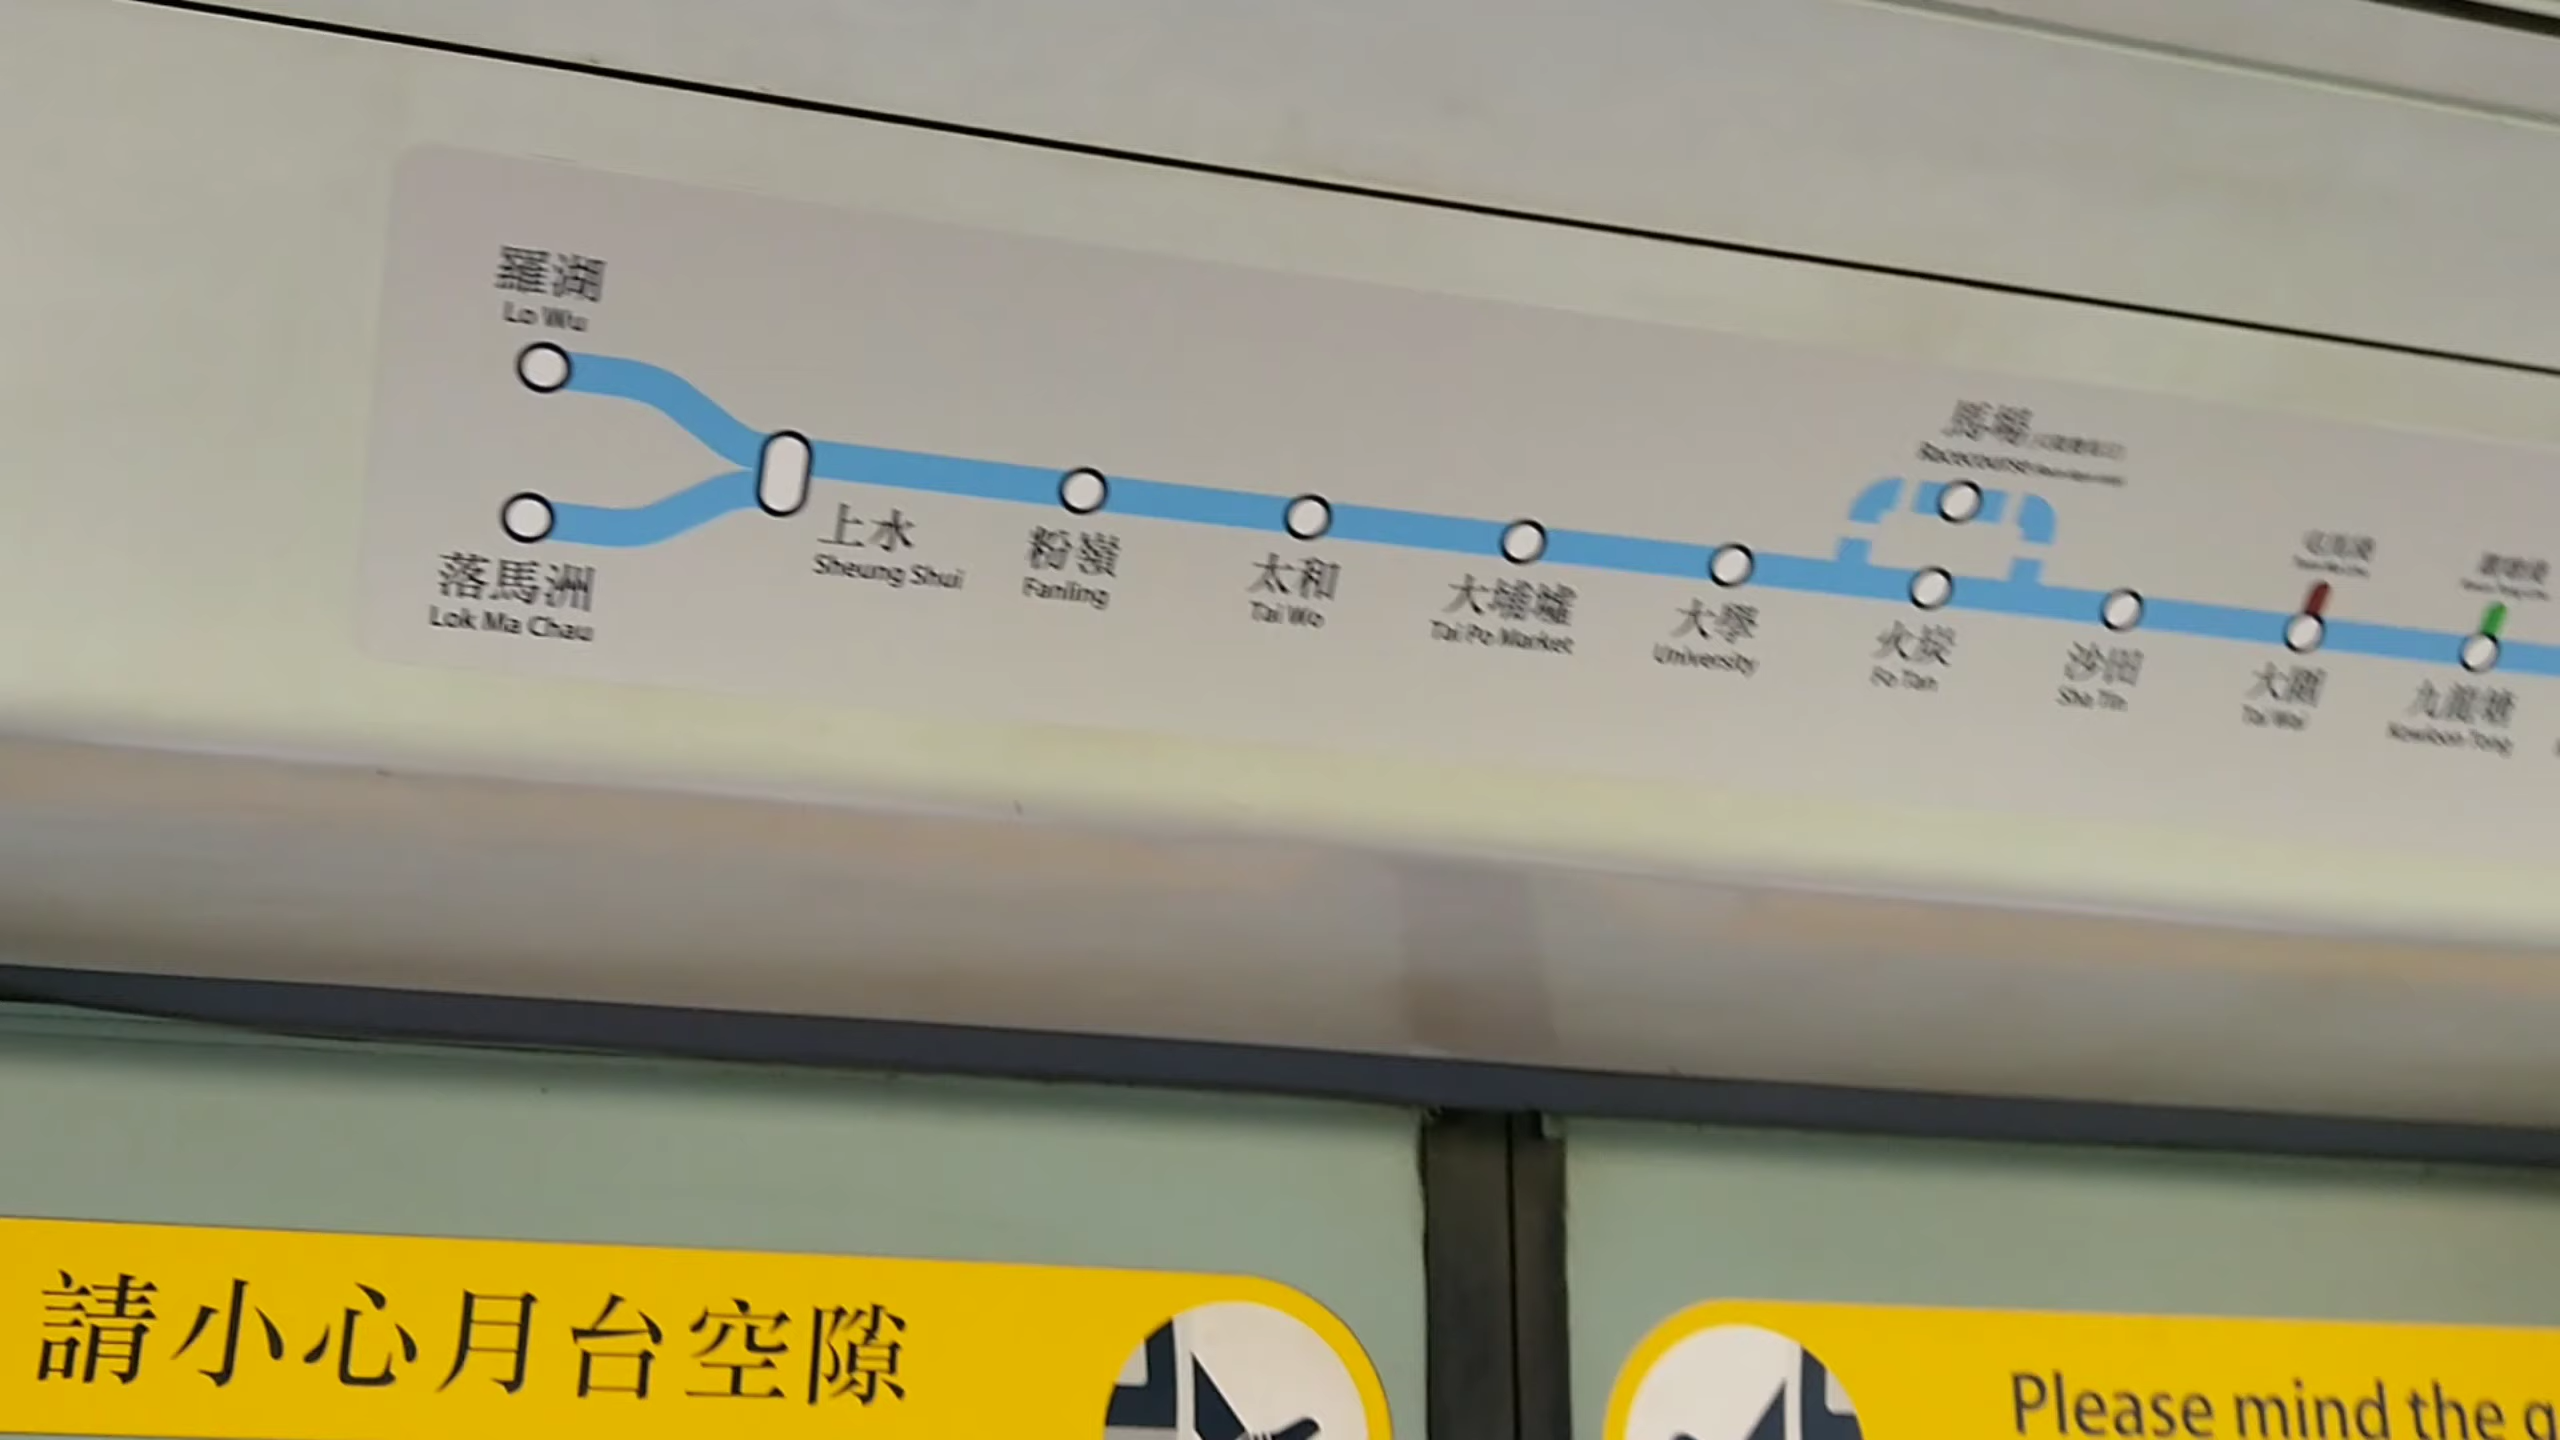 羅湖
Lo Wu
落馬洲
Lok Ma Chau
上水
Sheung Shui
粉嶺
Fanling
太和
Tai Wo
大埔墟
Tai Po Market
大學
University
馬場
Racecourse
火炭
Fo Tan
沙田
Sha Tin
大圍
Tai Wai
九龍塘
Kowloon Tong
請小心月台空隙
Please mind the